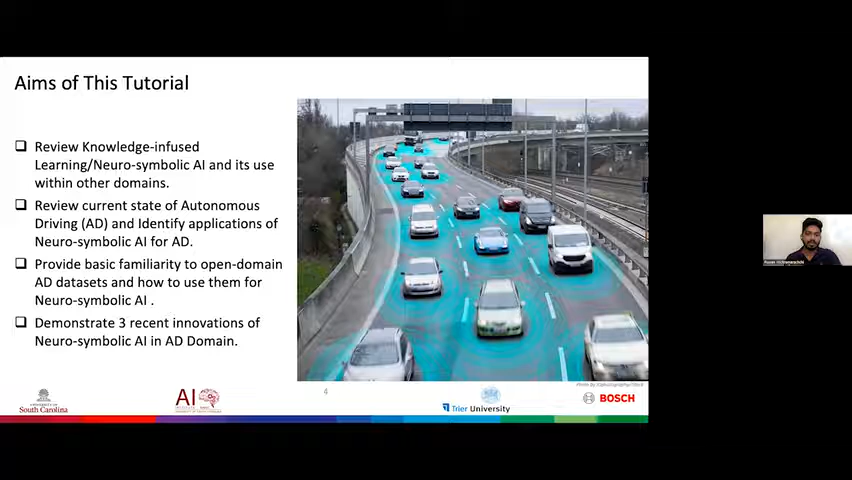 Aims of This Tutorial
Review Knowledge-infused
Learning/Neuro-symbolic AI and its use
within other domains.
Review current state of Autonomous
Driving (AD) and Identify applications of
Neuro-symbolic AI for AD.
Provide basic familiarity to open-domain
AD datasets and how to use them for
Neuro-symbolic AI .
Demonstrate 3 recent innovations of
Neuro-symbolic AI in AD Domain.
4
South Carolina
AI
Trier University
BOSCH